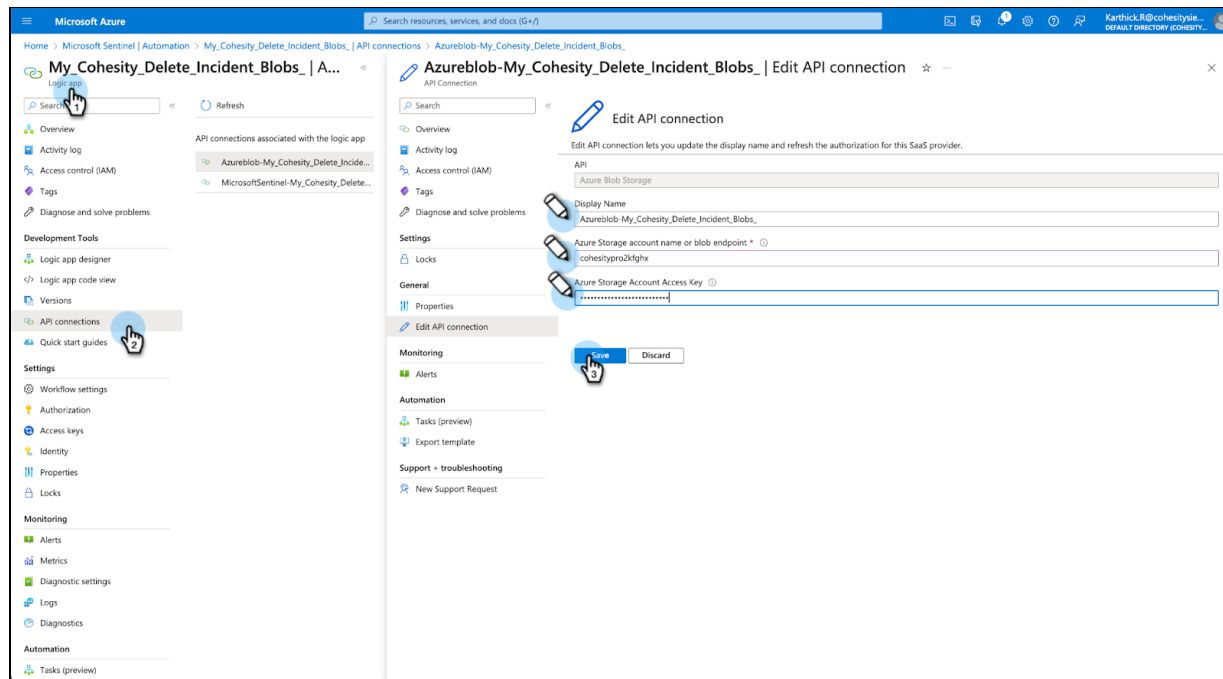 Microsoft Azure
Search resources, services, and docs (G+/)
1
Karthick.R@cohesitysie...
DEFAULT DIRECTORY (COHESITY...
Home > Microsoft Sentinel | Automation > My_Cohesity_Delete_Incident_Blobs_ | API connections > Azureblob-My_Cohesity_Delete_Incident_Blobs_
My_Cohesity_Delete_Incident_Blobs_ | A...
Logic app
1
Search
Overview
Activity log
Access control (IAM)
Tags
Diagnose and solve problems
Development Tools
Logic app designer
Logic app code view
Versions
API connections
2
Quick start guides
Settings
Workflow settings
Authorization
Access keys
Identity
Properties
Locks
Monitoring
Alerts
Metrics
Diagnostic settings
Logs
Diagnostics
Automation
Tasks (preview)
Refresh
API connections associated with the logic app
Azureblob-My_Cohesity_Delete_Incide...
MicrosoftSentinel-My_Cohesity_Delete...
Azureblob-My_Cohesity_Delete_Incident_Blobs_ | Edit API connection
API Connection
Search
Overview
Activity log
Access control (IAM)
Tags
Diagnose and solve problems
Settings
Locks
General
Properties
Edit API connection
Monitoring
Alerts
Automation
Tasks (preview)
Export template
Support + troubleshooting
New Support Request
Edit API connection
Edit API connection lets you update the display name and refresh the authorization for this SaaS provider.
API
Azure Blob Storage
Display Name
Azureblob-My_Cohesity_Delete_Incident_Blobs_
Azure Storage account name or blob endpoint *
cohesitypro2kfghx
Azure Storage Account Access Key
Save
Discard
3